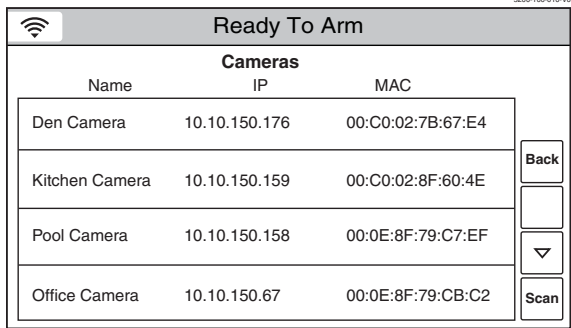 Ready To Arm
Cameras
Name IP MAC
Den Camera 10.10.150.176 00:C0:02:7B:67:E4
Kitchen Camera 10.10.150.159 00:C0:02:8F:60:4E
Pool Camera 10.10.150.158 00:0E:8F:79:C7:EF
Office Camera 10.10.150.67 00:0E:8F:79:CB:C2
Back
Scan